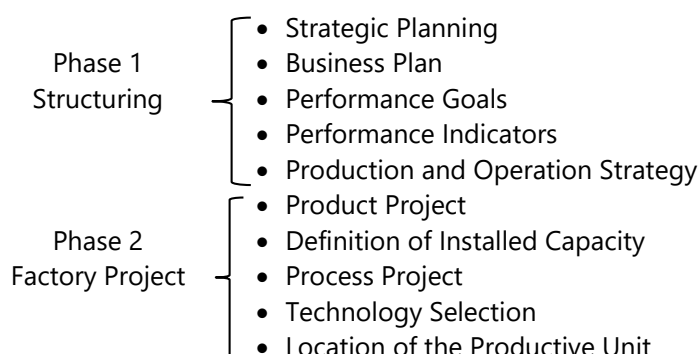 Phase 1
Structuring
• Strategic Planning
• Business Plan
• Performance Goals
• Performance Indicators
• Production and Operation Strategy
Phase 2
Factory Project
• Product Project
• Definition of Installed Capacity
• Process Project
• Technology Selection
• Location of the Productive Unit